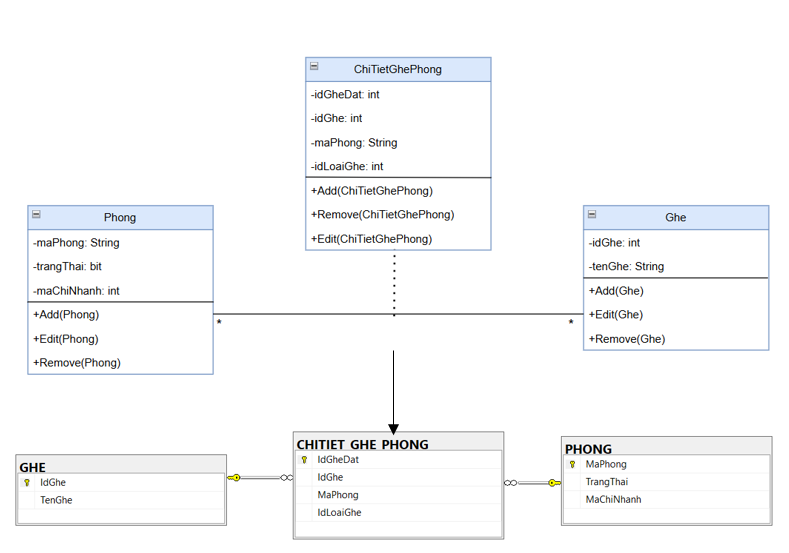 ChiTietGhePhong
-idGheDat: int
-idGhe: int
-maPhong: String
-idLoaiGhe: int
+Add(ChiTietGhePhong)
+Remove(ChiTietGhePhong)
+Edit(ChiTietGhePhong)
Phong
-maPhong: String
-trangThai: bit
-maChiNhanh: int
+Add(Phong)
+Edit(Phong)
+Remove(Phong)
Ghe
-idGhe: int
-tenGhe: String
+Add(Ghe)
+Edit(Ghe)
+Remove(Ghe)
*
*
GHE
IdGhe
TenGhe
CHITIET_GHE_PHONG
IdGheDat
IdGhe
MaPhong
IdLoaiGhe
PHONG
MaPhong
TrangThai
MaChiNhanh